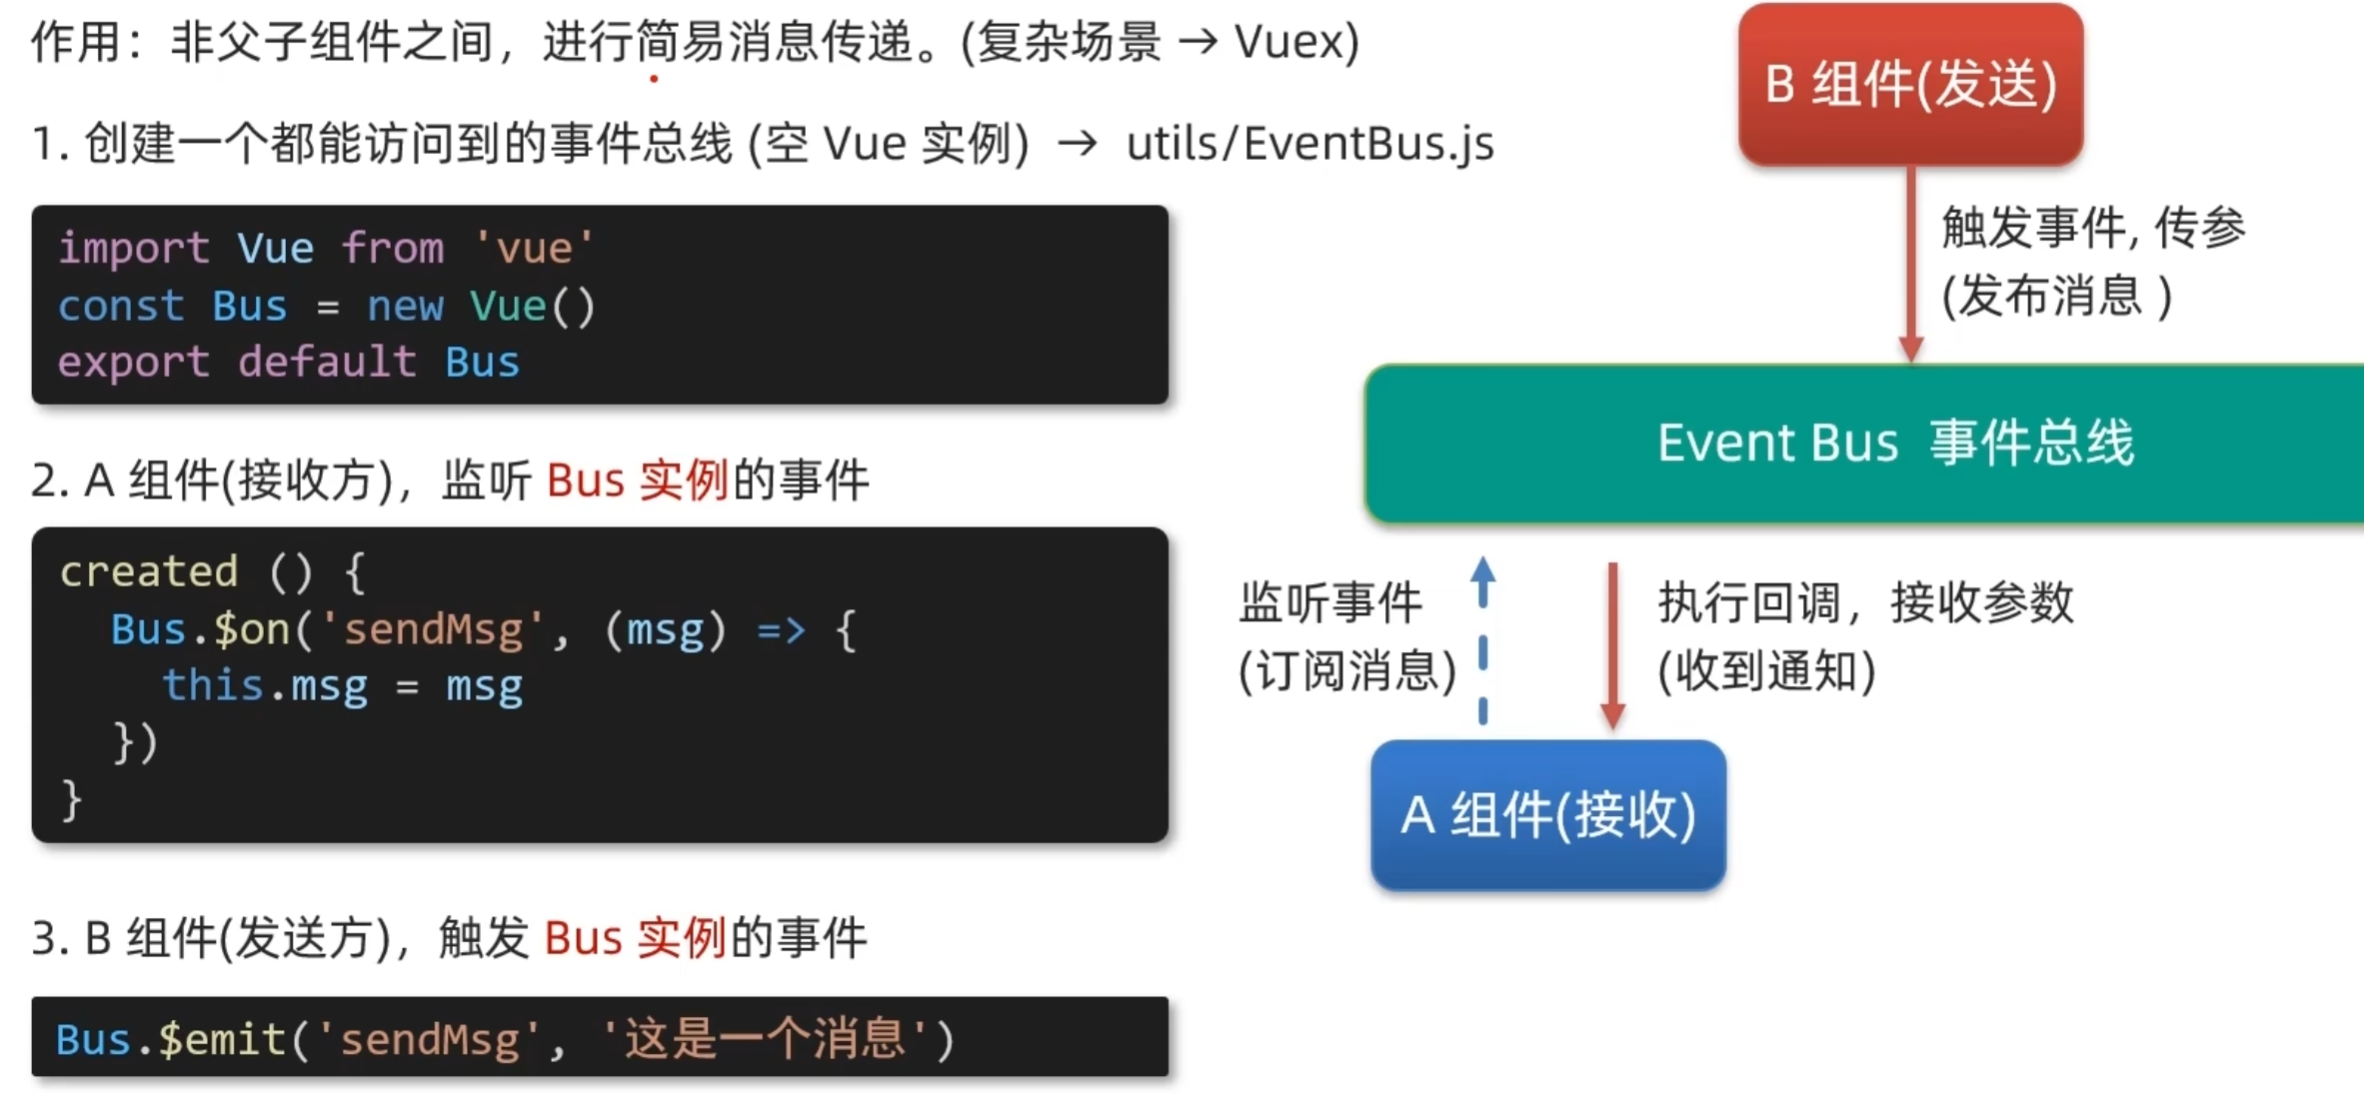 作用：非父子组件之间，进行简易消息传递。(复杂场景 → Vuex)
1. 创建一个都能访问到的事件总线 (空 Vue 实例) → utils/EventBus.js
import Vue from 'vue'
const Bus = new Vue()
export default Bus
2. A 组件(接收方)，监听 Bus 实例的事件
created () {
  Bus.$on('sendMsg', (msg) => {
    this.msg = msg
  })
}
3. B 组件(发送方)，触发 Bus 实例的事件
Bus.$emit('sendMsg', '这是一个消息')
B 组件(发送)
触发事件, 传参
(发布消息 )
Event Bus 事件总线
监听事件
(订阅消息)
执行回调，接收参数
(收到通知)
A 组件(接收)